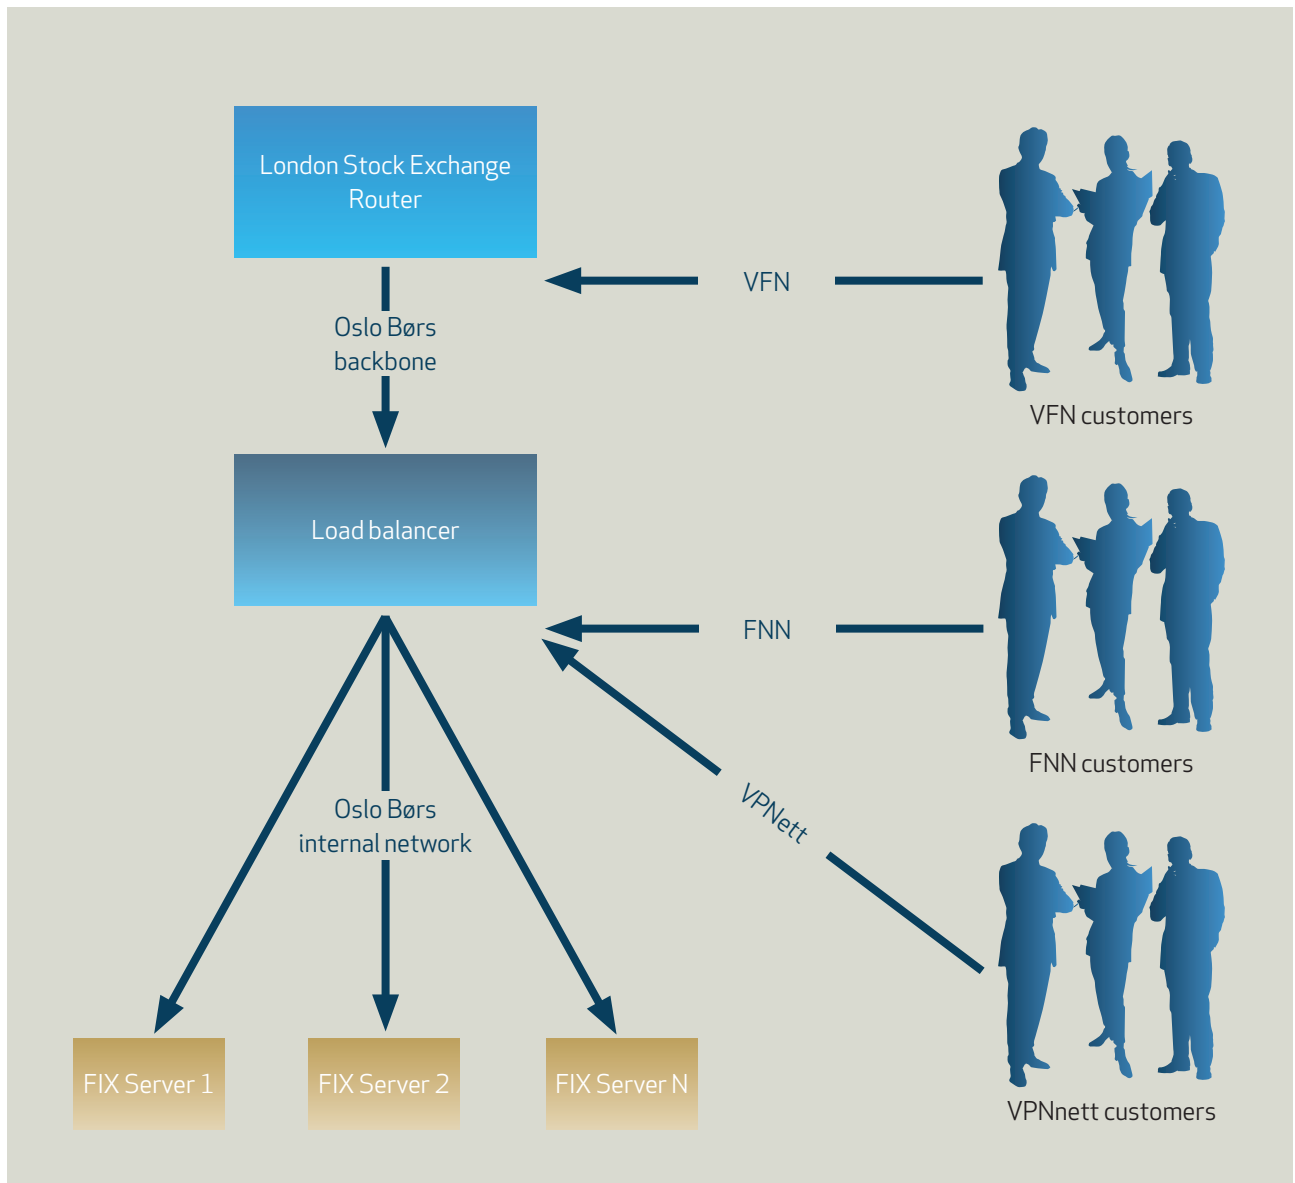 London Stock Exchange
Router
VFN
Oslo Børs
backbone
VFN customers
Load balancer
FNN
FNN customers
VPNett
Oslo Børs
internal network
FIX Server 1
FIX Server 2
FIX Server N
VPNnett customers